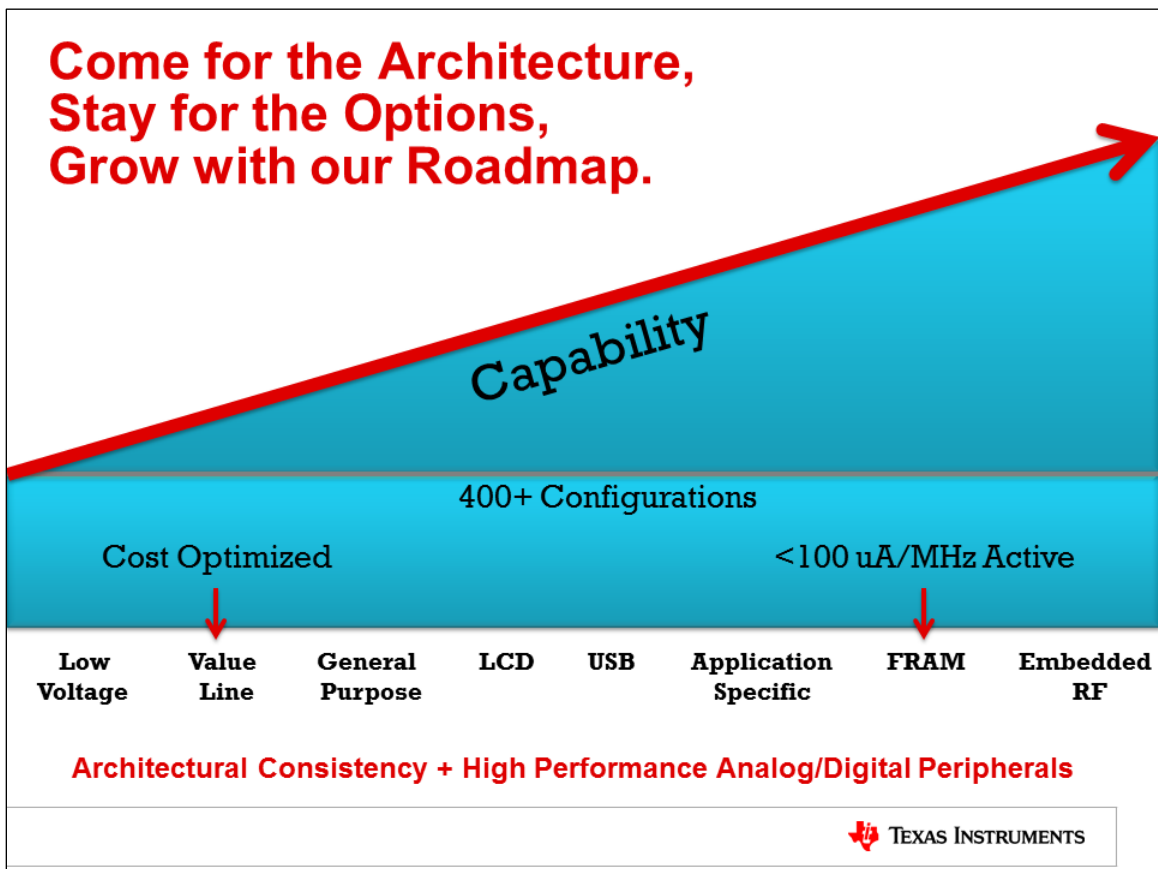 Come for the Architecture,
Stay for the Options,
Grow with our Roadmap.
Capability
400+ Configurations
Cost Optimized
<100 uA/MHz Active
Low
Voltage
Value
Line
General
Purpose
LCD
USB
Application
Specific
FRAM
Embedded
RF
Architectural Consistency + High Performance Analog/Digital Peripherals
TEXAS INSTRUMENTS